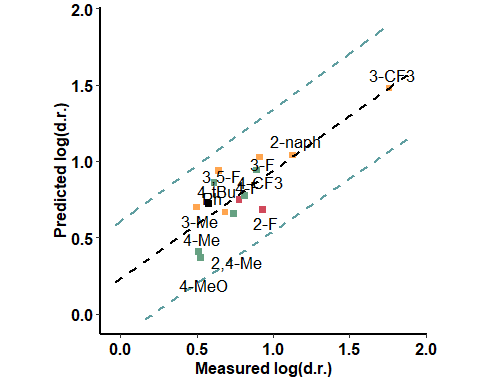 2.0
3-CF3
1.5
2-naph
1.0
3-F
3,5-F
4-CF3
4-tBu
4-F
Ph
3-Me
2-F
0.5
4-Me
2,4-Me
4-MeO
0.0
0.0 0.5 1.0 1.5 2.0
Measured log(d.r.)
Predicted log(d.r.)